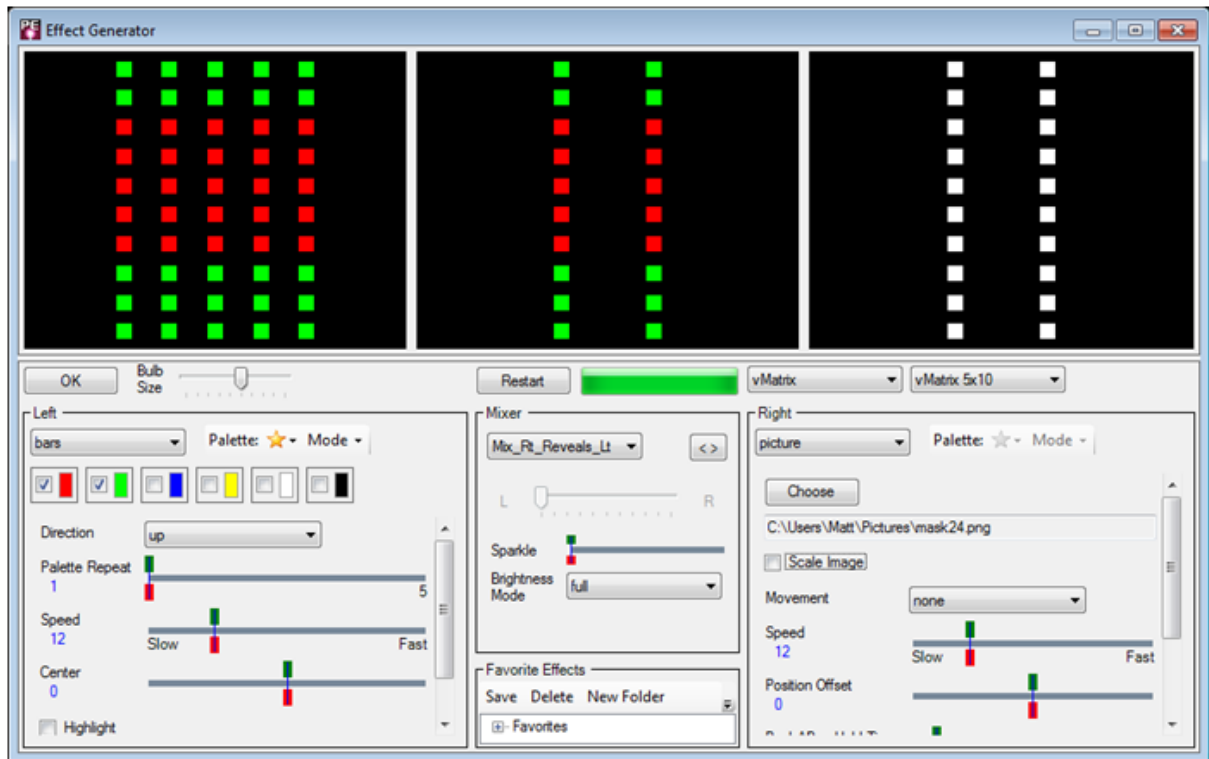 Effect Generator
OK
Bulb Size
Restart
vMatrix
vMatrix 5x10
Left
bars
Palette:
Mode
Direction
up
Palette Repeat
1
5
Speed
12
Slow
Fast
Center
0
Highlight
Mixer
Mix_Rt_Reveals_Lt
< >
L
R
Sparkle
Brightness Mode
full
Favorite Effects
Save Delete New Folder
Favorites
Right
picture
Palette:
Mode
Choose
C:\Users\Matt\Pictures\mask24.png
Scale Image
Movement
none
Speed
12
Slow
Fast
Position Offset
0